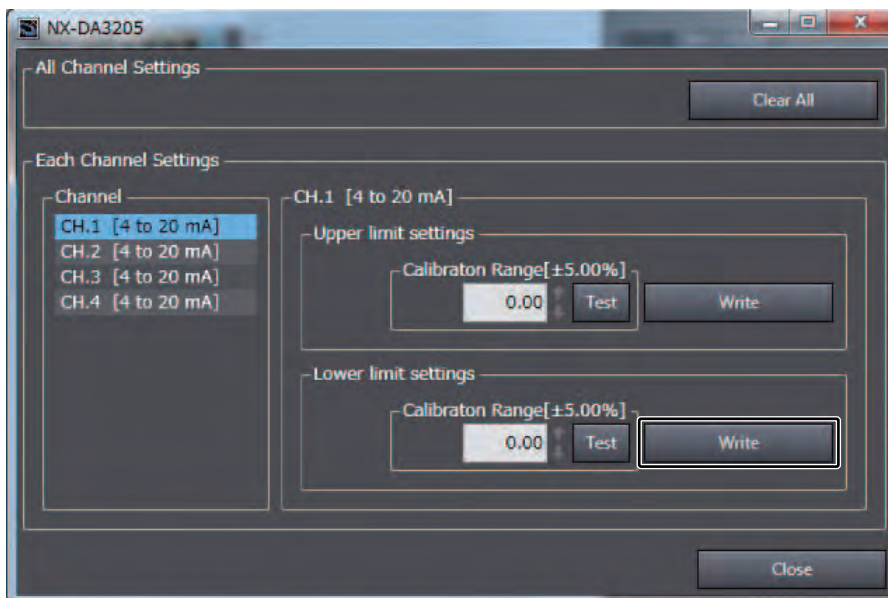 NX-DA3205
All Channel Settings
Clear All
Each Channel Settings
Channel
CH.1 [4 to 20 mA]
CH.2 [4 to 20 mA]
CH.3 [4 to 20 mA]
CH.4 [4 to 20 mA]
CH.1 [4 to 20 mA]
Upper limit settings
Calibraton Range[±5.00%]
0.00 Test Write
Lower limit settings
Calibraton Range[±5.00%]
0.00 Test Write
Close